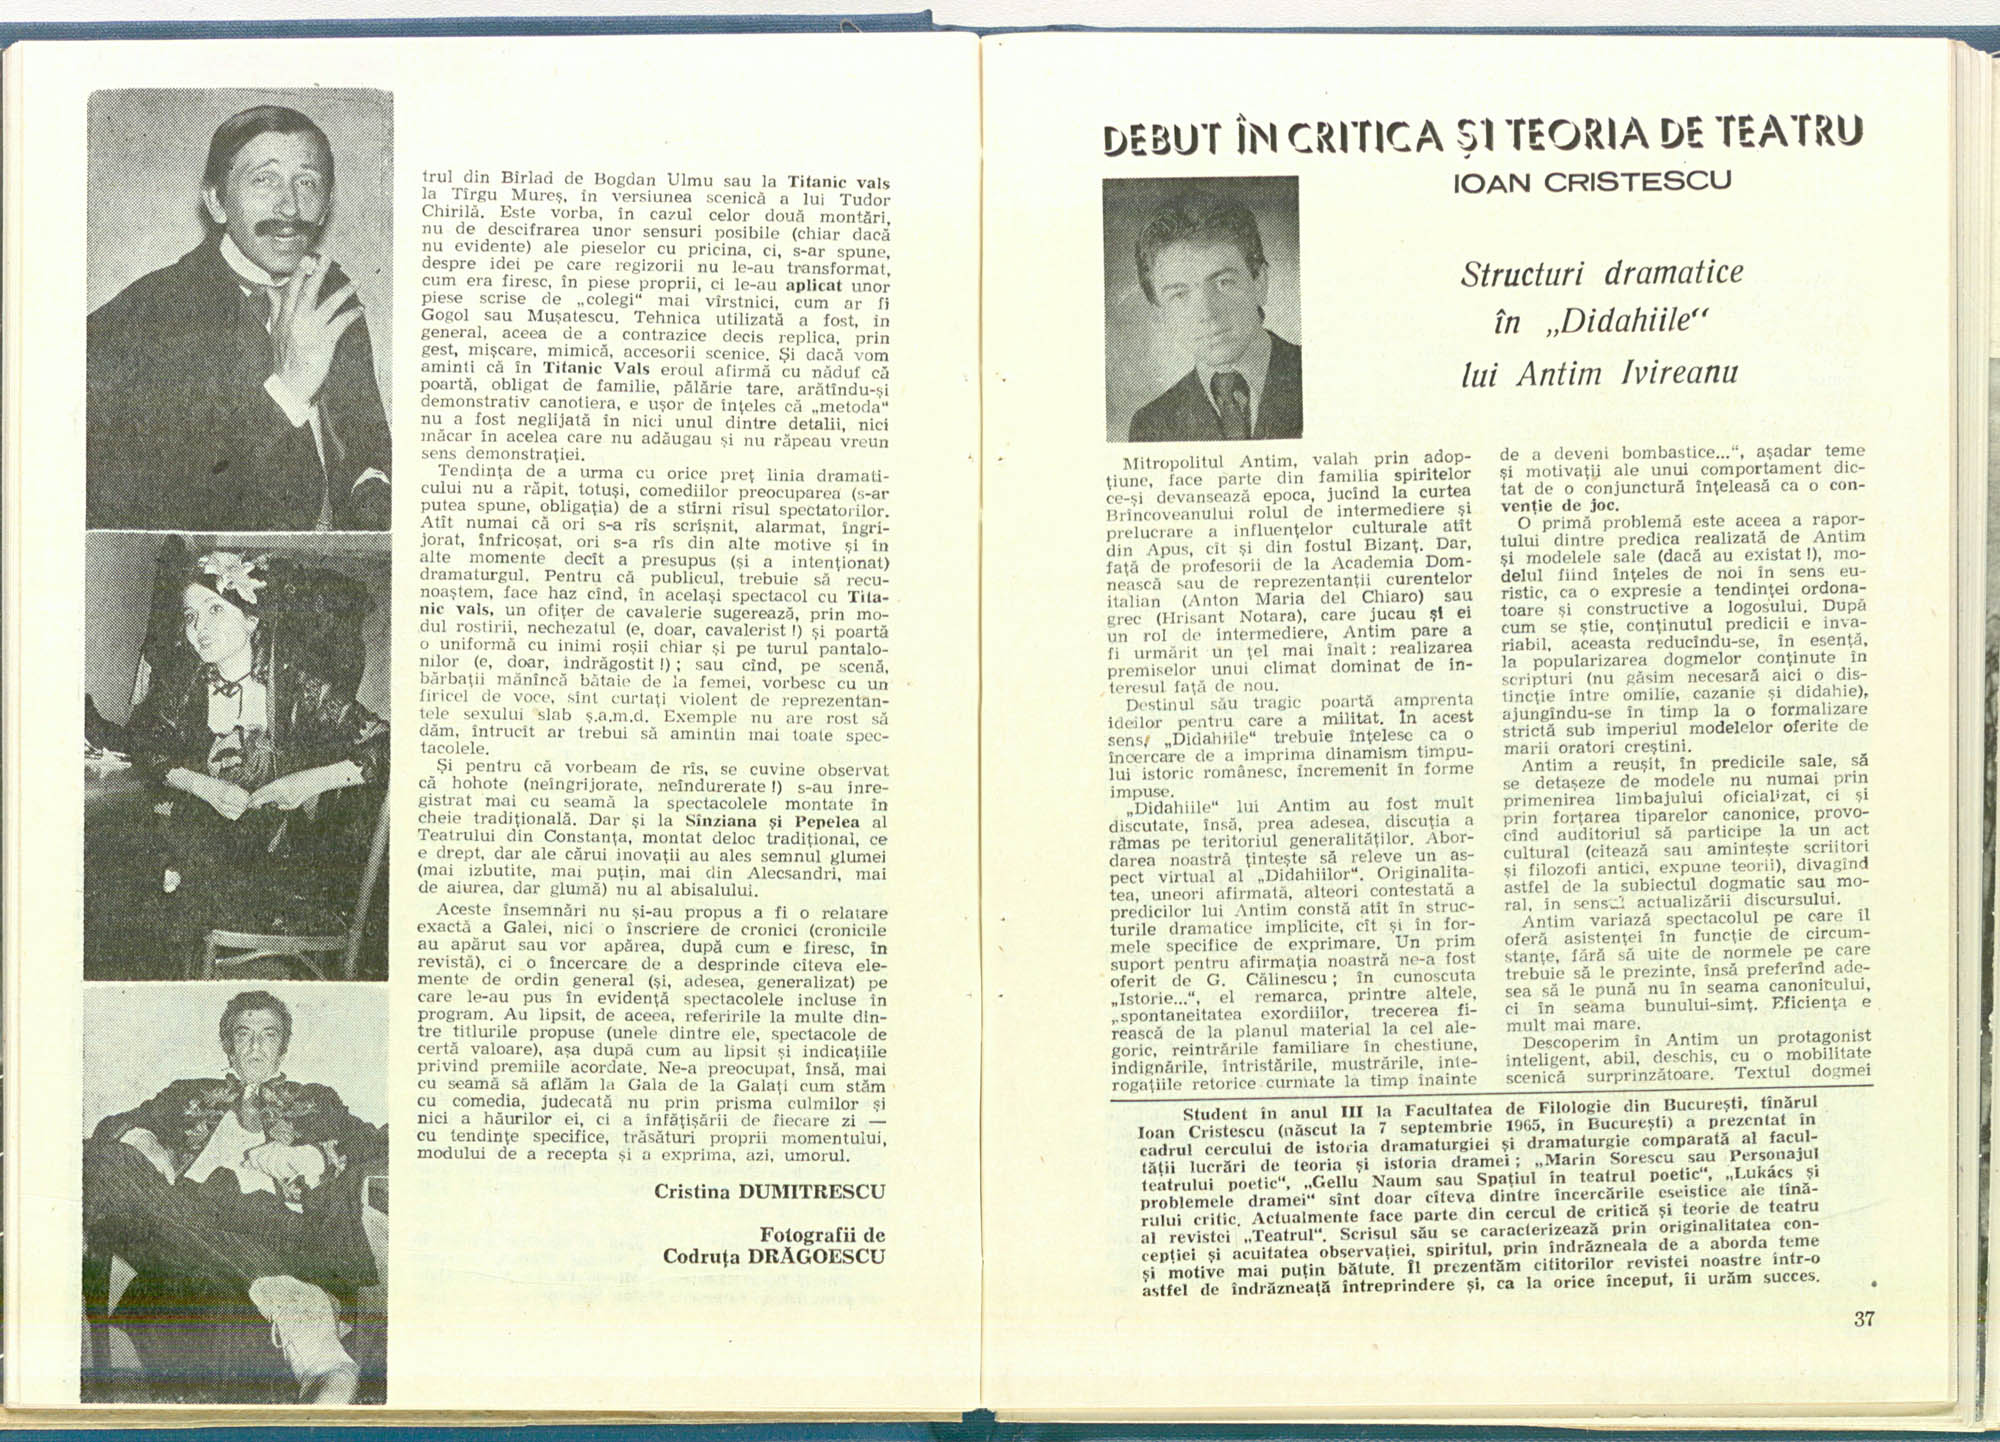 trul din Bîrlad de Bogdan Ulmu sau la Titanic vals
la Tîrgu Mureș, în versiunea scenică a lui Tudor
Chirilă. Este vorba, în cazul celor două montări,
nu de descifrarea unor sensuri posibile (chiar dacă
nu evidente) ale pieselor cu pricina, ci, s-ar spune,
despre idei pe care regizorii nu le-au transformat,
cum era firesc, în piese proprii, ci le-au aplicat unor
piese scrise de „colegi“ mai vîrstnici, cum ar fi
Gogol sau Mușatescu. Tehnica utilizată a fost, în
general, aceea de a contrazice decis replica, prin
gest, mișcare, mimică, accesorii scenice. Și dacă vom
aminti că în Titanic Vals eroul afirmă cu năduf că
poartă, obligat de familie, pălărie tare, arătîndu-și
demonstrativ canotiera, e ușor de înțeles că „metoda“
nu a fost neglijată în nici unul dintre detalii, nici
măcar în acelea care nu adăugau și nu răpeau vreun
sens demonstrației.
Tendința de a urma cu orice preț linia dramati-
cului nu a răpit, totuși, comediilor preocuparea (s-ar
putea spune, obligația) de a stîrni risul spectatorilor.
Atît numai că ori s-a rîs scrișnit, alarmat, îngri-
jorat, înfricoșat, ori s-a rîs din alte motive și în
alte momente decît a presupus (și a intenționat)
dramaturgul. Pentru că publicul, trebuie să recu-
noaștem, face haz cînd, în același spectacol cu Tita-
nic vals, un ofițer de cavalerie sugerează, prin mo-
dul rostirii, nechezatul (e, doar, cavalerist !) și poartă
o uniformă cu inimi roșii chiar și pe turul pantalo-
nilor (e, doar, îndrăgostit !) ; sau cînd, pe scenă,
bărbații mănîncă bătaie de la femei, vorbesc cu un
firicel de voce, sînt curtați violent de reprezentan-
tele sexului slab ș.a.m.d. Exemple nu are rost să
dăm, întrucît ar trebui să amintim mai toate spec-
tacolele.
Și pentru că vorbeam de rîs, se cuvine observat
că hohote (neîngrijorate, neîndurerate !) s-au înre-
gistrat mai cu seamă la spectacolele montate în
cheie tradițională. Dar și la Sînziana și Pepelea al
Teatrului din Constanța, montat deloc tradițional, ce
e drept, dar ale cărui inovații au ales semnul glumei
(mai izbutite, mai puțin, mai din Alecsandri, mai
de aiurea, dar glumă) nu al abisalului.
Aceste însemnări nu și-au propus a fi o relatare
exactă a Galei, nici o înscriere de cronici (cronicile
au apărut sau vor apărea, după cum e firesc, în
revistă), ci o încercare de a desprinde cîteva ele-
mente de ordin general (și, adesea, generalizat) pe
care le-au pus în evidență spectacolele incluse în
program. Au lipsit, de aceea, referirile la multe din-
tre titlurile propuse (unele dintre ele, spectacole de
certă valoare), așa după cum au lipsit și indicațiile
privind premiile acordate. Ne-a preocupat, însă, mai
cu seamă să aflăm la Gala de la Galați cum stăm
cu comedia, judecată nu prin prisma culmilor și
nici a hăurilor ei, ci a înfățișării de fiecare zi —
cu tendințe specifice, trăsături proprii momentului,
modului de a recepta și a exprima, azi, umorul.
Cristina DUMITRESCU
Fotografii de
Codruța DRĂGOESCU
DEBUT ÎN CRITICA ȘI TEORIA DE TEATRU
IOAN CRISTESCU
Structuri dramatice
în „Didahiile“
lui Antim Ivireanu
Mitropolitul Antim, valah prin adop-
țiune, face parte din familia spiritelor
ce-și devansează epoca, jucînd la curtea
Brîncoveanului rolul de intermediere și
prelucrare a influențelor culturale atît
din Apus, cît și din fostul Bizanț. Dar,
față de profesorii de la Academia Dom-
nească sau de reprezentanții curentelor
italian (Anton Maria del Chiaro) sau
grec (Hrisant Notara), care jucau și ei
un rol de intermediere, Antim pare a
fi urmărit un țel mai înalt : realizarea
premiselor unui climat dominat de in-
teresul față de nou.
Destinul său tragic poartă amprenta
ideilor pentru care a militat. În acest
sens, „Didahiile“ trebuie înțelese ca o
încercare de a imprima dinamism timpu-
lui istoric românesc, încremenit în forme
impuse.
„Didahiile“ lui Antim au fost mult
discutate, însă, prea adesea, discuția a
rămas pe teritoriul generalităților. Abor-
darea noastră țintește să releve un as-
pect virtual al „Didahiilor“. Originalita-
tea, uneori afirmată, alteori contestată a
predicilor lui Antim constă atît în struc-
turile dramatice implicite, cît și în for-
mele specifice de exprimare. Un prim
suport pentru afirmația noastră ne-a fost
oferit de G. Călinescu ; în cunoscuta
„Istorie...“, el remarca, printre altele,
„spontaneitatea exordiilor, trecerea fi-
rească de la planul material la cel ale-
goric, reintrările familiare în chestiune,
indignările, întristările, mustrările, inte-
rogațiile retorice curmate la timp înainte
de a deveni bombastice...“, așadar teme
și motivații ale unui comportament dic-
tat de o conjunctură înțeleasă ca o con-
venție de joc.
O primă problemă este aceea a rapor-
tului dintre predica realizată de Antim
și modelele sale (dacă au existat !), mo-
delul fiind înțeles de noi în sens eu-
ristic, ca o expresie a tendinței ordona-
toare și constructive a logosului. După
cum se știe, conținutul predicii e inva-
riabil, aceasta reducîndu-se, în esență,
la popularizarea dogmelor conținute în
scripturi (nu găsim necesară aici o dis-
tincție între omilie, cazanie și didahie),
ajungîndu-se în timp la o formalizare
strictă sub imperiul modelelor oferite de
marii oratori creștini.
Antim a reușit, în predicile sale, să
se detașeze de modele nu numai prin
primenirea limbajului oficializat, ci și
prin forțarea tiparelor canonice, provo-
cînd auditoriul să participe la un act
cultural (citează sau amintește scriitori
și filozofi antici, expune teorii), divagînd
astfel de la subiectul dogmatic sau mo-
ral, în sensul actualizării discursului.
Antim variază spectacolul pe care îl
oferă asistenței în funcție de circum-
stanțe, fără să uite de normele pe care
trebuie să le prezinte, însă preferînd ade-
sea să le pună nu în seama canonicului,
ci în seama bunului-simț. Eficiența e
mult mai mare.
Descoperim în Antim un protagonist
inteligent, abil, deschis, cu o mobilitate
scenică surprinzătoare. Textul dogmei
Student în anul III la Facultatea de Filologie din București, tînărul
Ioan Cristescu (născut la 7 septembrie 1965, în București) a prezentat în
cadrul cercului de istoria dramaturgiei și dramaturgie comparată al facul-
tății lucrări de teoria și istoria dramei ; „Marin Sorescu sau Personajul
teatrului poetic“, „Gellu Naum sau Spațiul în teatrul poetic“, „Lukács și
problemele dramei“ sînt doar cîteva dintre încercările eseistice ale tînă-
rului critic. Actualmente face parte din cercul de critică și teorie de teatru
al revistei „Teatrul“. Scrisul său se caracterizează prin originalitatea con-
cepției și acuitatea observației, spiritul, prin îndrăzneala de a aborda teme
și motive mai puțin bătute. Îl prezentăm cititorilor revistei noastre într-o
astfel de îndrăzneață întreprindere și, ca la orice început, îi urăm succes.
37